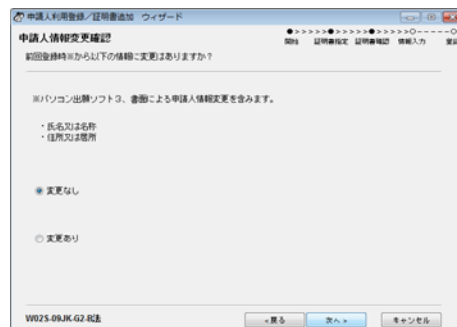 申請人利用登録/証明書追加 ウィザード
申請人情報変更確認
●>>>>>●>>>>>●>>>>>○-----○
開始 証明書指定 証明書確認 情報入力
前回登録時※から以下の情報に変更はありますか?
※パソコン出願ソフト3、書面による申請人情報変更を含みます。
・氏名又は名称
・住所又は居所
変更なし
変更あり
W02S-09JK-G2-R法
<戻る 次へ> キャンセル